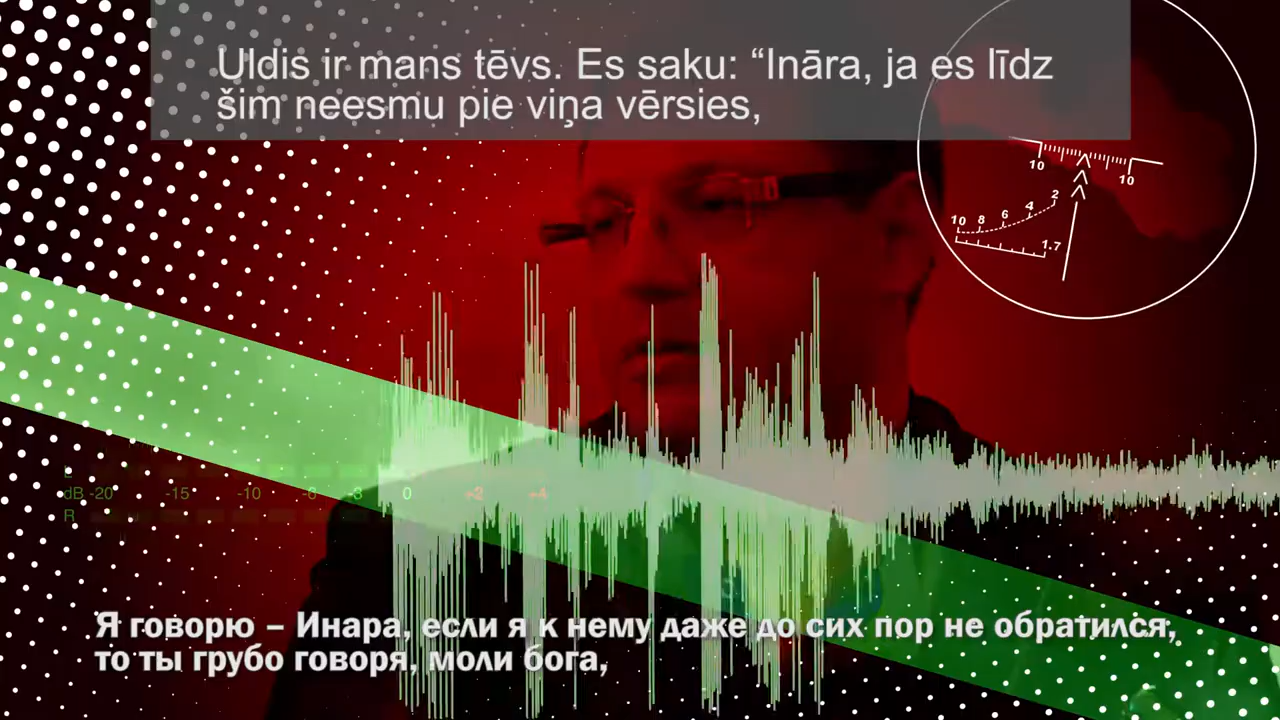 Uldis ir mans tēvs. Es saku: “Ināra, ja es līdz
šim neesmu pie viņa vērsies,
10
10
10 8 6 4 2
1.7
dB -20 -15 -10 -6 -3 0 +2 +4
R
Я говорю – Инара, если я к нему даже до сих пор не обратился,
то ты грубо говоря, моли бога,